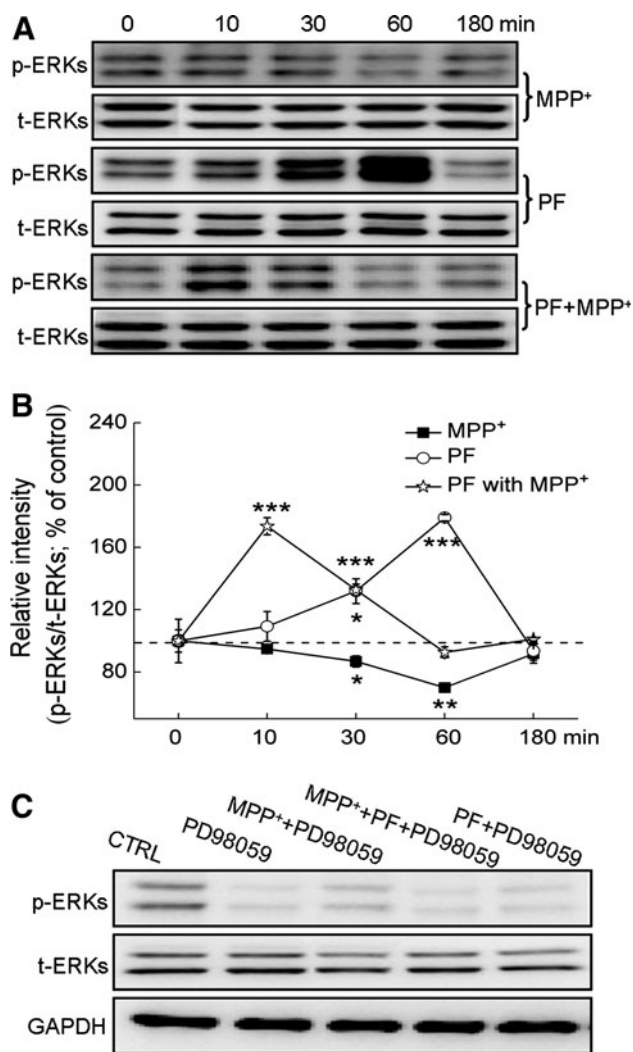 A
0 10 30 60 180 min
p-ERKs
t-ERKs
MPP+
p-ERKs
t-ERKs
PF
p-ERKs
t-ERKs
PF+MPP+
B
Relative intensity
(p-ERKs/t-ERKs; % of control)
240
200
160
120
80
MPP+
PF
PF with MPP+
***
***
*
*
***
**
0 10 30 60 180 min
C
CTRL PD98059 MPP++PD98059 MPP++PF+PD98059 PF+PD98059
p-ERKs
t-ERKs
GAPDH